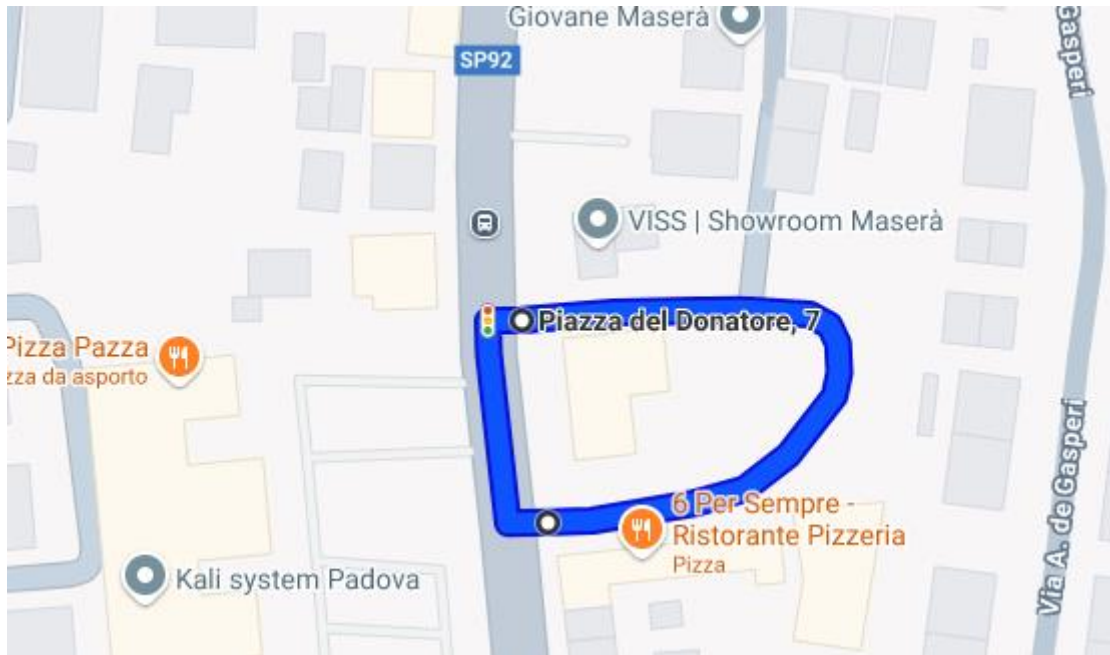 Giovane Maserà
Gasperi
SP92
VISS | Showroom Maserà
Piazza del Donatore, 7
Pizza Pazza
zza da asporto
6 Per Sempre -
Ristorante Pizzeria
Pizza
Via A. de Gasperi
Kali system Padova